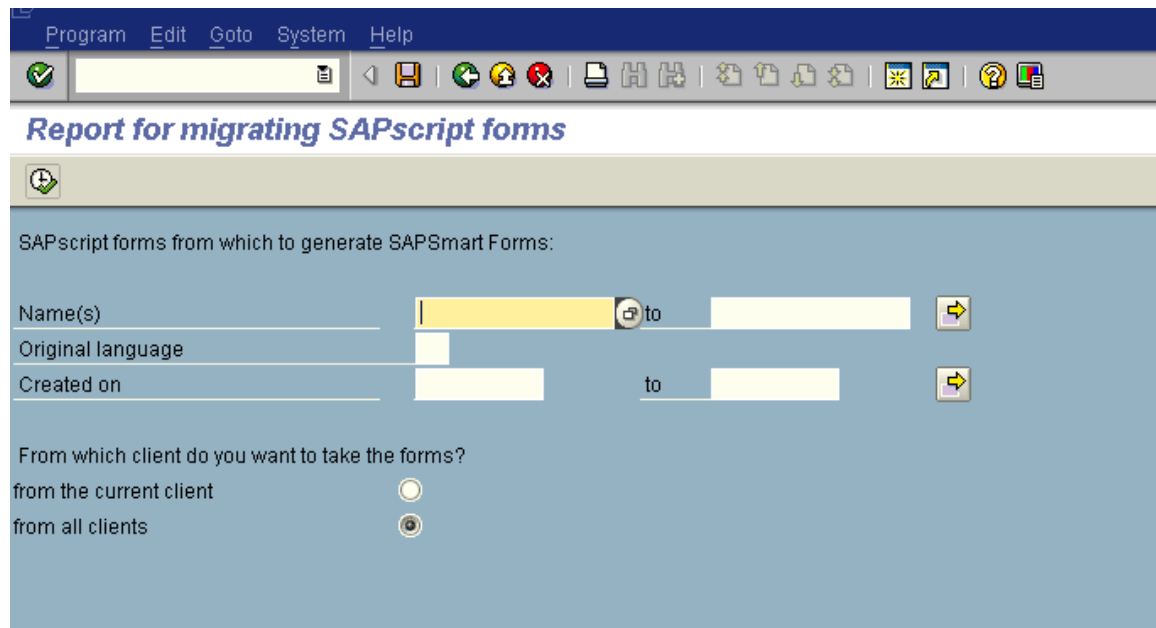 Program Edit Goto System Help
Report for migrating SAPscript forms
SAPscript forms from which to generate SAPSmart Forms:
Name(s) to
Original language
Created on to
From which client do you want to take the forms?
from the current client
from all clients